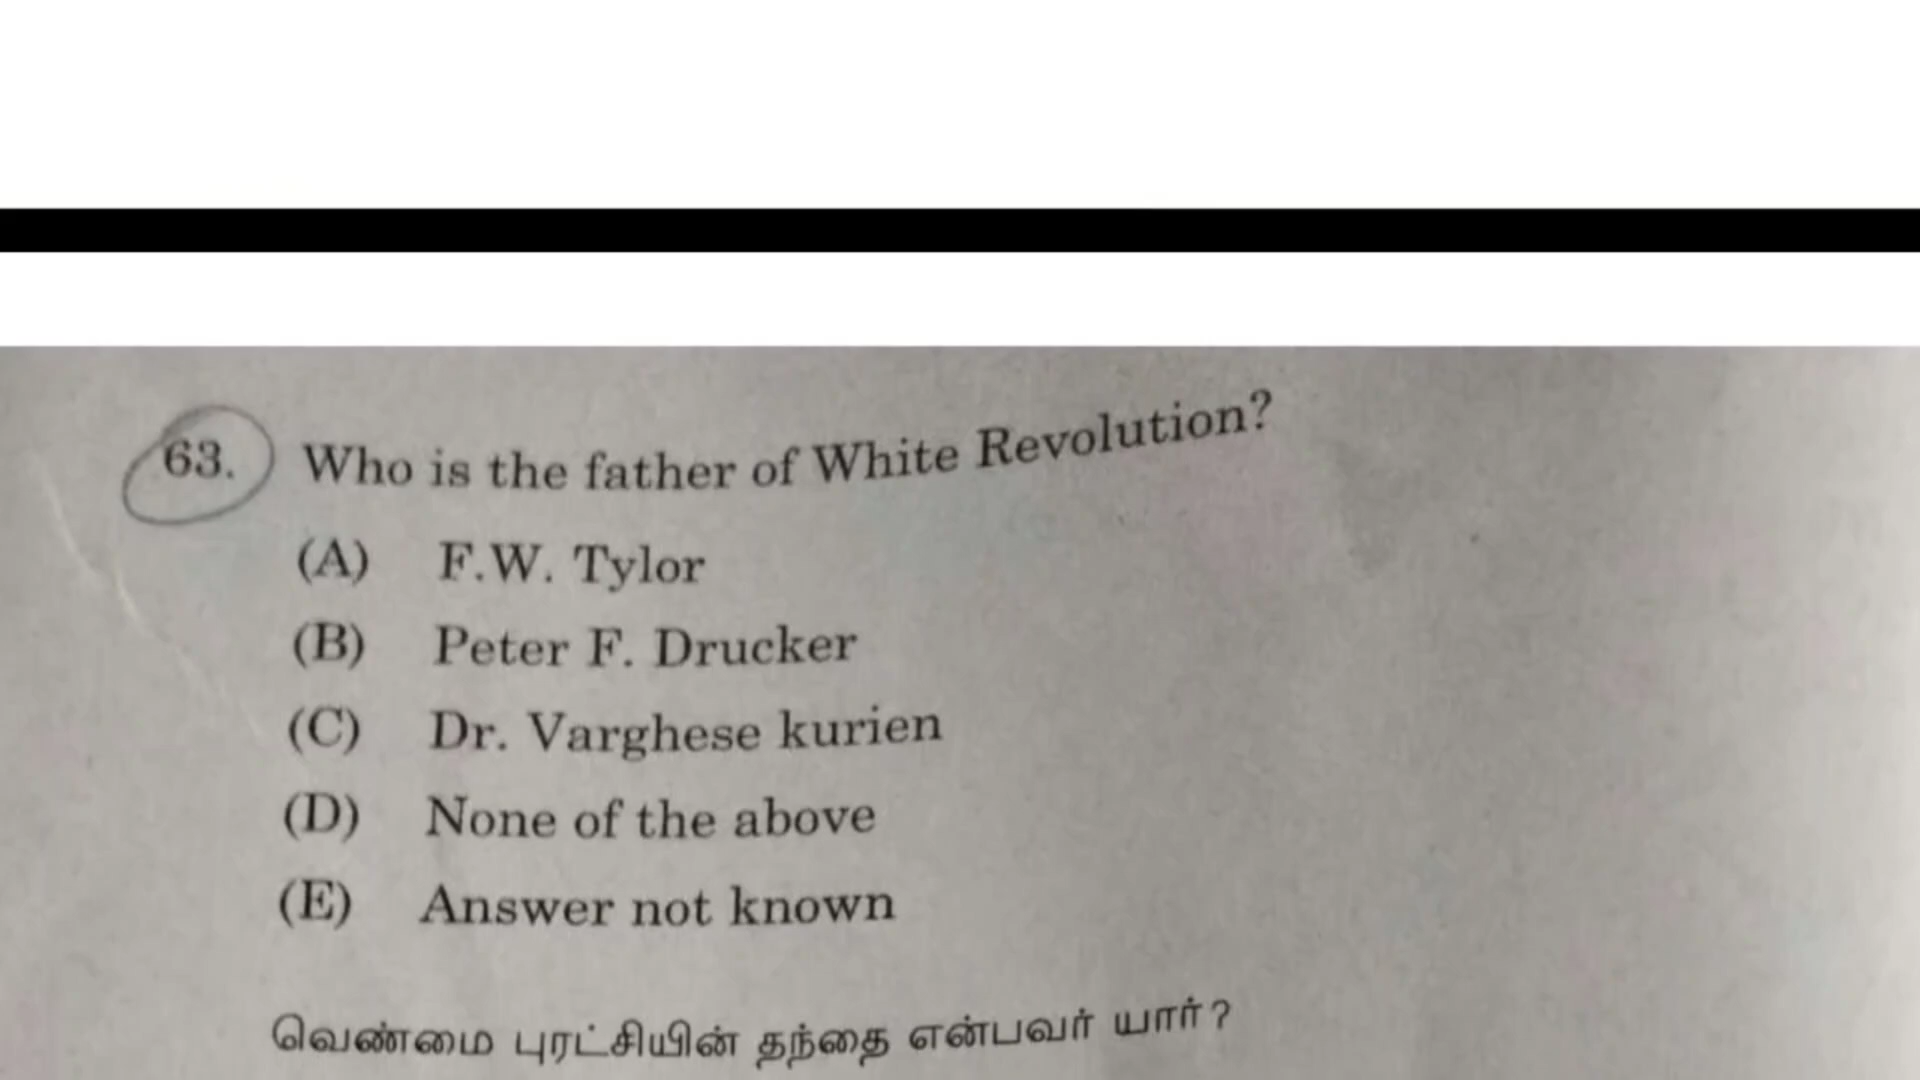 63. Who is the father of White Revolution?
(A) F.W. Tylor
(B) Peter F. Drucker
(C) Dr. Varghese kurien
(D) None of the above
(E) Answer not known
வெண்மை புரட்சியின் தந்தை என்பவர் யார்?